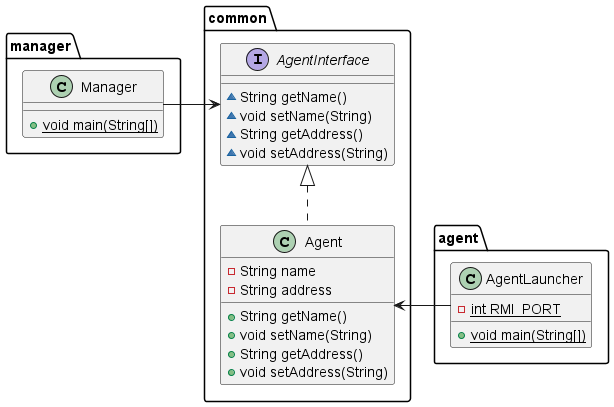 common
manager
I AgentInterface
C Manager
String getName()
void setName(String)
String getAddress()
void setAddress(String)
void main(String[])
C Agent
String name
String address
String getName()
void setName(String)
String getAddress()
void setAddress(String)
agent
C AgentLauncher
int RMI_PORT
void main(String[])